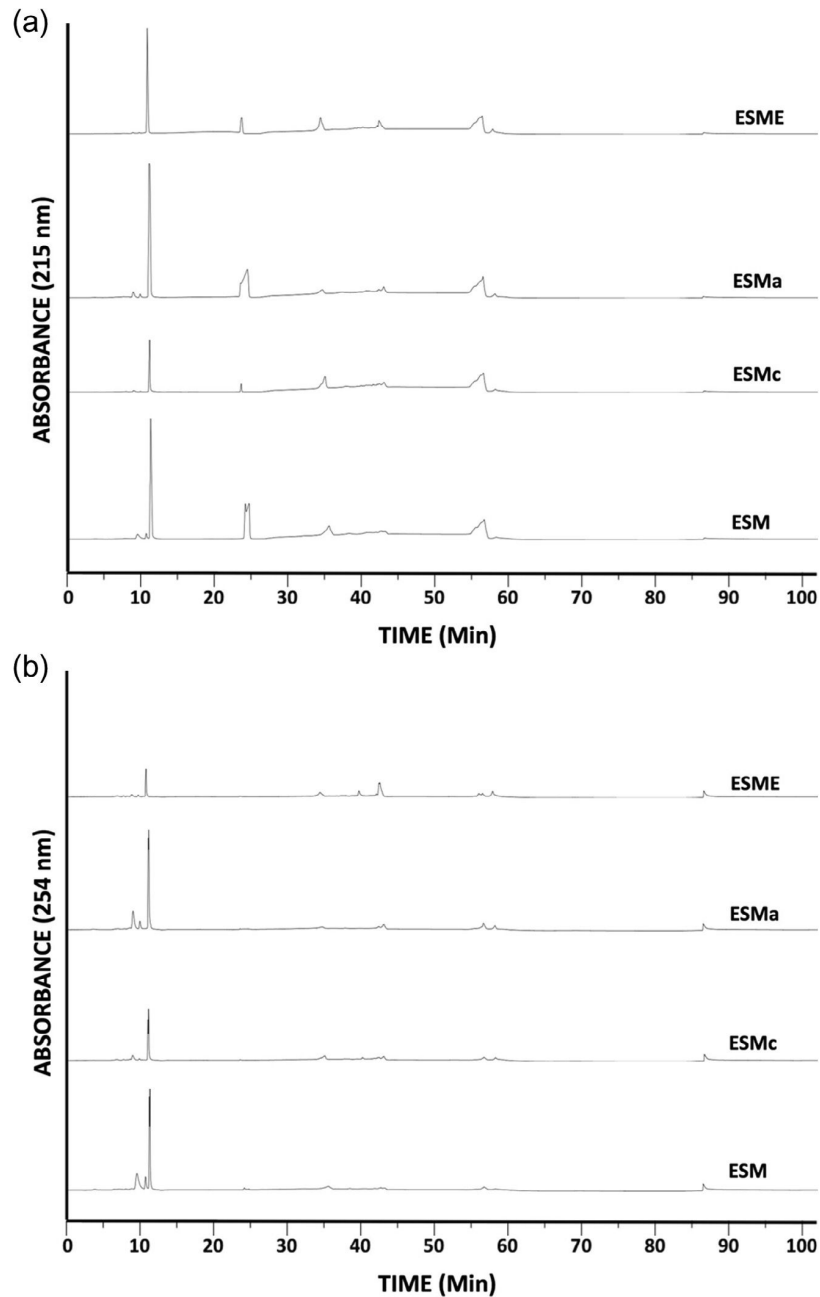 (a)
ABSORBANCE (215 nm)
ESME
ESMa
ESMc
ESM
0 10 20 30 40 50 60 70 80 90 100
TIME (Min)
(b)
ABSORBANCE (254 nm)
ESME
ESMa
ESMc
ESM
0 10 20 30 40 50 60 70 80 90 100
TIME (Min)